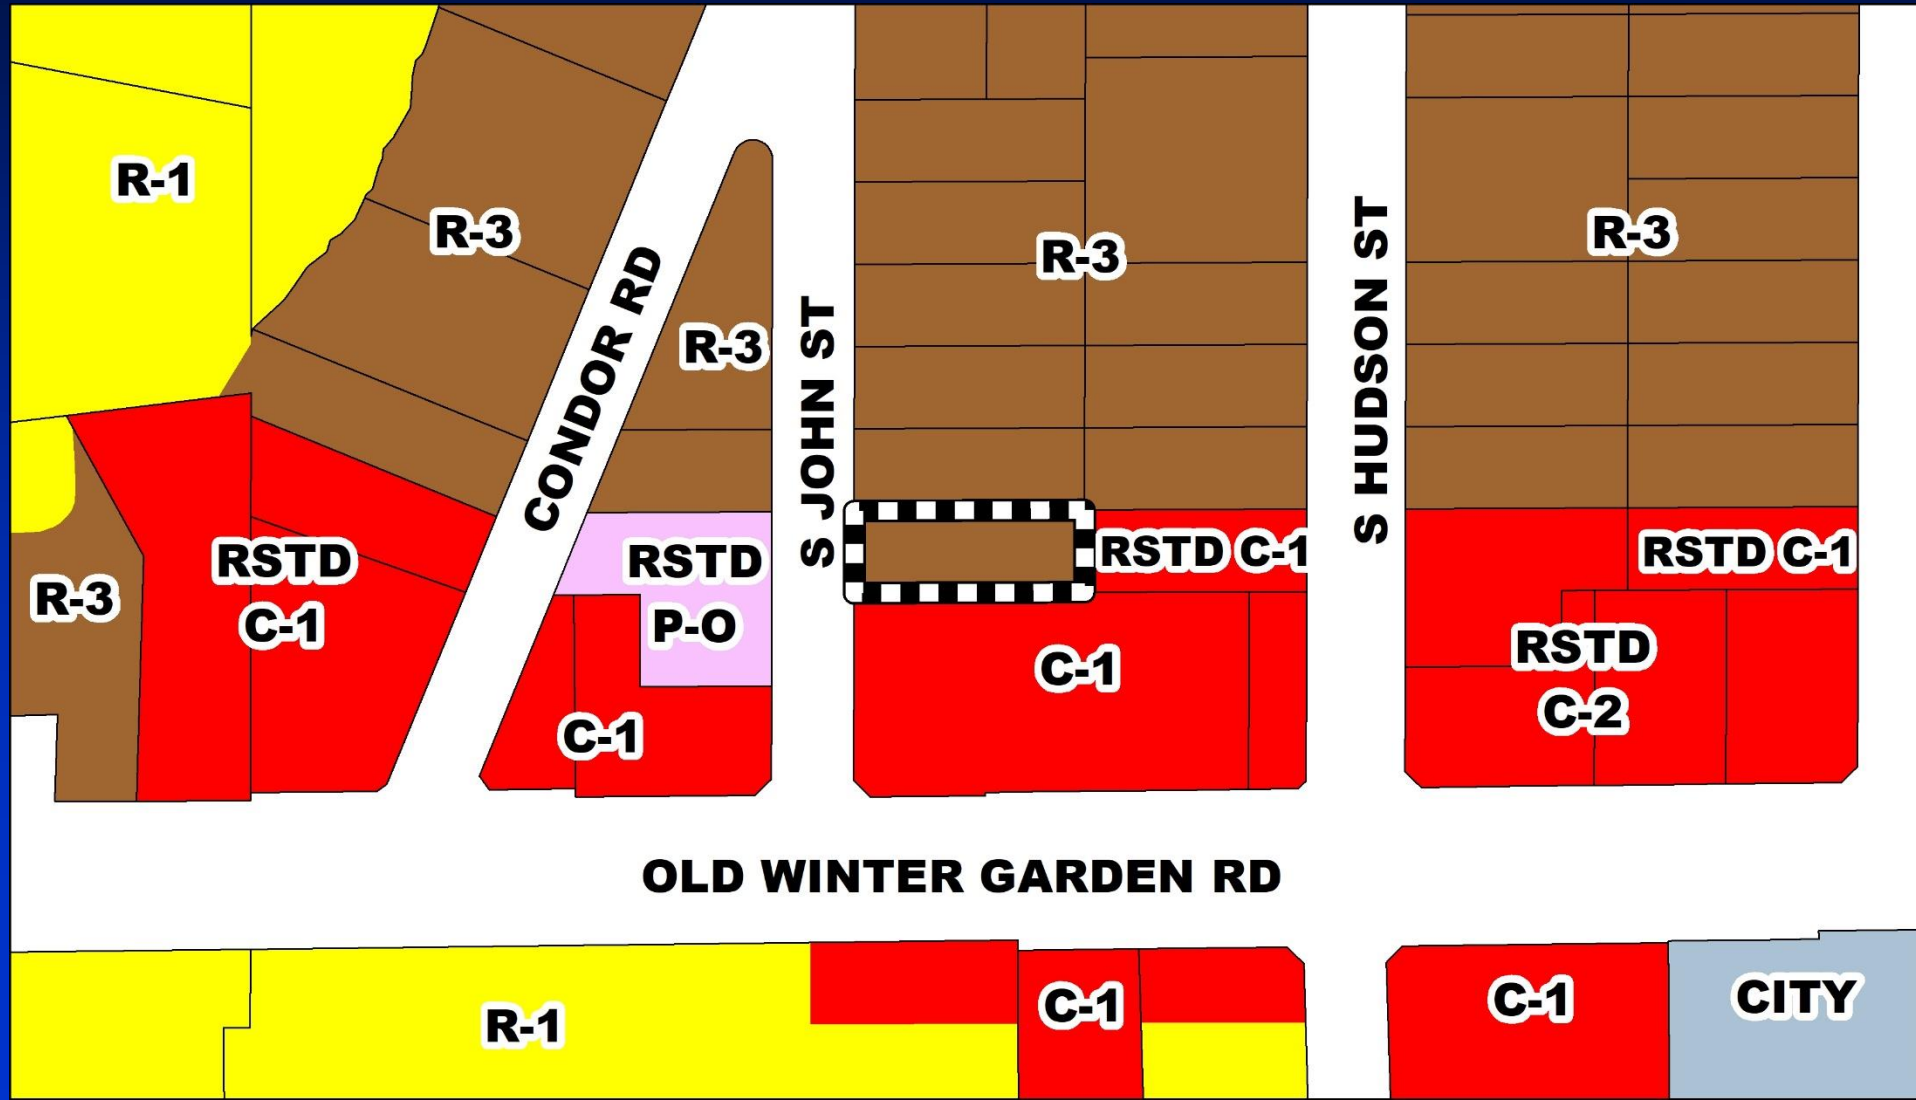 R-1
R-3
R-3
R-3
R-3
CONDOR RD
S JOHN ST
S HUDSON ST
R-3
RSTD
C-1
RSTD
P-O
RSTD C-1
RSTD C-1
C-1
C-1
RSTD
C-2
OLD WINTER GARDEN RD
R-1
C-1
C-1
CITY